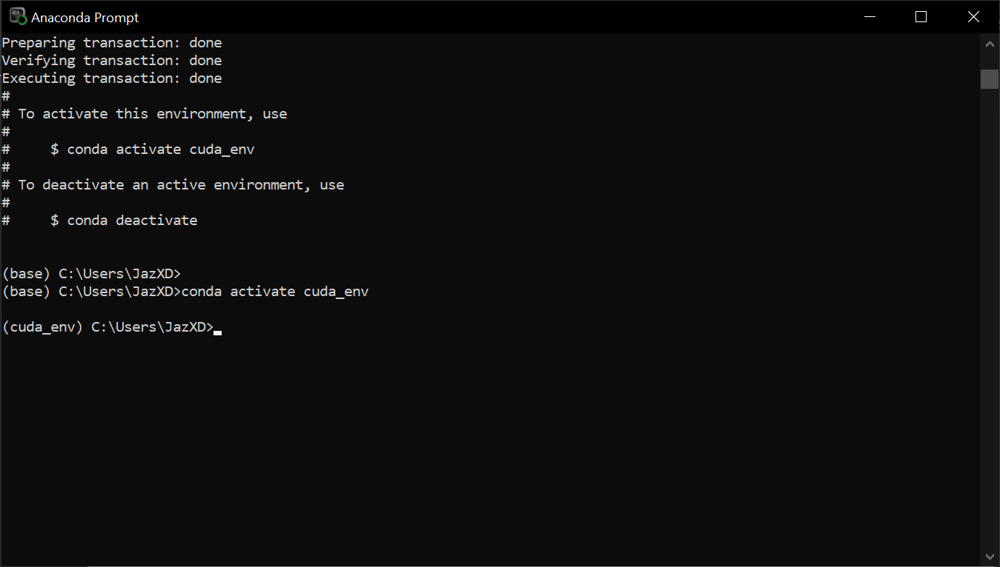 Anaconda Prompt
Preparing transaction: done
Verifying transaction: done
Executing transaction: done
#
# To activate this environment, use
#
#     $ conda activate cuda_env
#
# To deactivate an active environment, use
#
#     $ conda deactivate
(base) C:\Users\JazXD>
(base) C:\Users\JazXD>conda activate cuda_env
(cuda_env) C:\Users\JazXD>